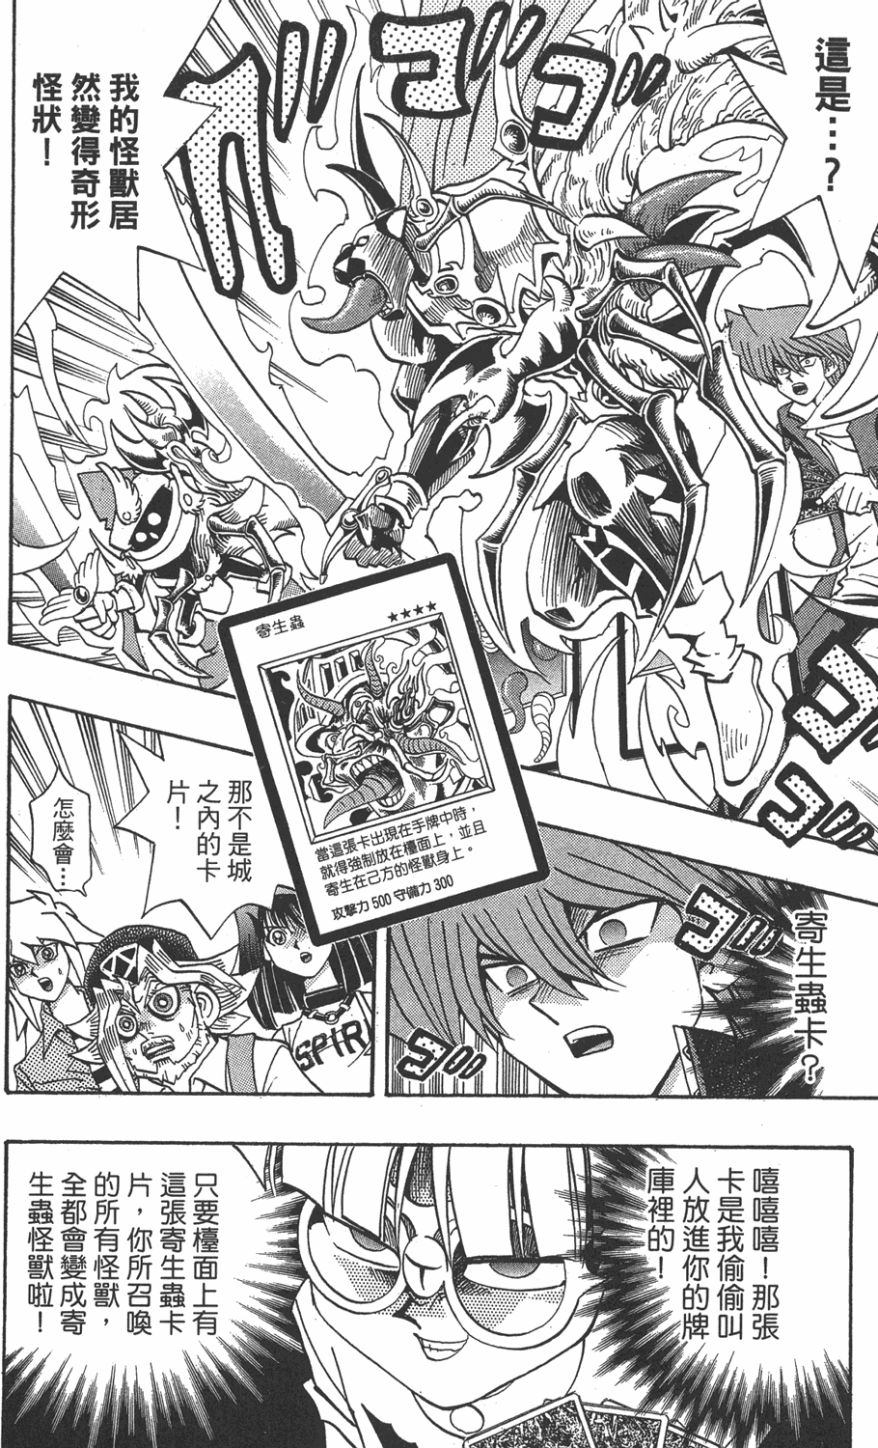 這是…?
我的怪獸居
然變得奇形
怪狀！
ゴゴゴゴ
寄生蟲
★★★★
當這張卡出現在手牌中時，
就得強制放在檯面上，並且
寄生在己方的怪獸身上。
攻擊力 500 守備力 300
寄生蟲卡？
那不是城
之內的卡
片！
怎麼會…
SPIR
嘻嘻嘻！那張
卡是我偷偷叫
人放進你的牌
庫裡的！
只要檯面上有
這張寄生蟲卡
片，你所召喚
的所有怪獸，
全都會變成寄
生蟲怪獸啦！